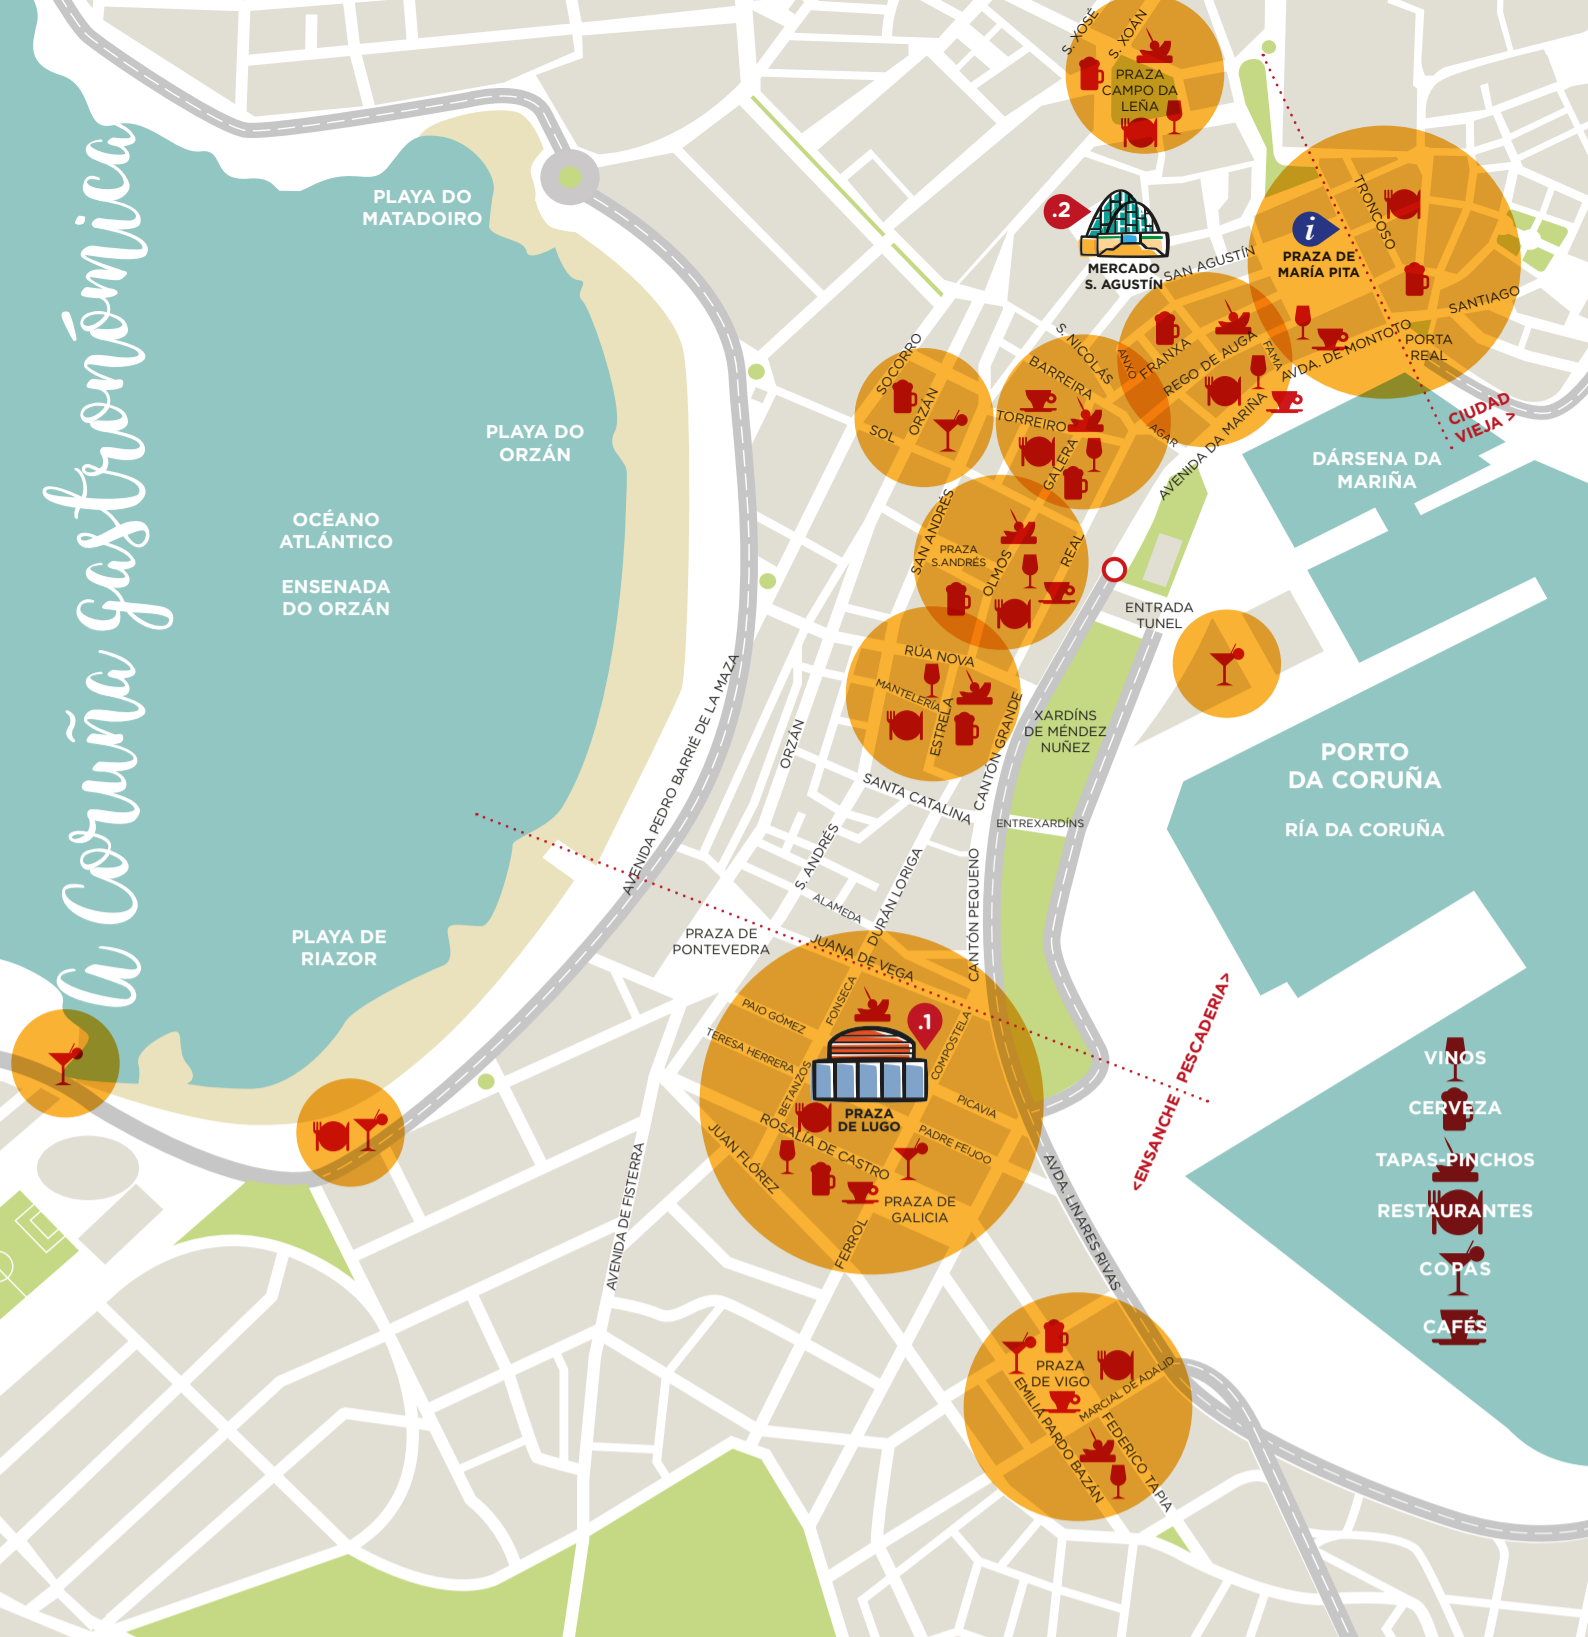 A Coruña gastronómica
S. XOSÉ
S. XOÁN
PRAZA
CAMPO DA
LEÑA
PLAYA DO
MATADOIRO
.2
MERCADO
S. AGUSTÍN
SAN AGUSTÍN
TRONCOSO
i
PRAZA DE
MARÍA PITA
SANTIAGO
PORTA
REAL
AVDA. DE MONTOTO
CIUDAD
VIEJA >
S. NICOLÁS
BARREIRA
TORREIRO
GALERA
ANXO
FRANXA
REGO DE AUGA
FAMA
AGAR
AVENIDA DA MARIÑA
SOCORRO
ORZÁN
SOL
PLAYA DO
ORZÁN
DÁRSENA DA
MARIÑA
OCÉANO
ATLÁNTICO
ENSENADA
DO ORZÁN
SAN ANDRÉS
PRAZA
S.ANDRÉS
OLMOS
REAL
ENTRADA
TUNEL
RÚA NOVA
MANTELERÍA
ESTRELA
CANTÓN GRANDE
XARDÍNS
DE MÉNDEZ
NUÑEZ
AVENIDA PEDRO BARRIÉ DE LA MAZA
ORZÁN
SANTA CATALINA
ENTREXARDÍNS
PORTO
DA CORUÑA
RÍA DA CORUÑA
S. ANDRÉS
ALAMEDA
DURÁN LORIGA
CANTÓN PEQUENO
PLAYA DE
RIAZOR
PRAZA DE
PONTEVEDRA
JUANA DE VEGA
PAIO GÓMEZ
FONSECA
TERESA HERRERA
BETANZOS
.1
COMPOSTELA
PRAZA
DE LUGO
PICAVIA
PADRE FEIJOO
ROSALÍA DE CASTRO
JUAN FLÓREZ
PRAZA DE
GALICIA
FERROL
AVENIDA DE FISTERRA
AVDA. LINARES RIVAS
<ENSANCHE PESCADERIA>
VINOS
CERVEZA
TAPAS-PINCHOS
RESTAURANTES
COPAS
CAFÉS
PRAZA
DE VIGO
MARCIAL DE ADALID
EMILIA PARDO BAZÁN
FEDERICO TAPIA